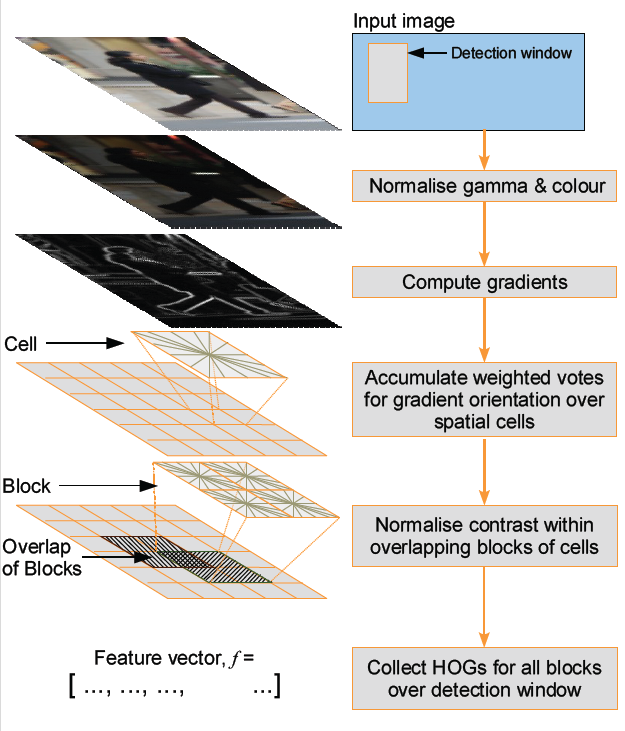 Input image
Detection window
Normalise gamma & colour
Compute gradients
Cell
Accumulate weighted votes
for gradient orientation over
spatial cells
Block
Normalise contrast within
overlapping blocks of cells
Overlap
of Blocks
Feature vector, f =
[ ..., ..., ..., ...]
Collect HOGs for all blocks
over detection window